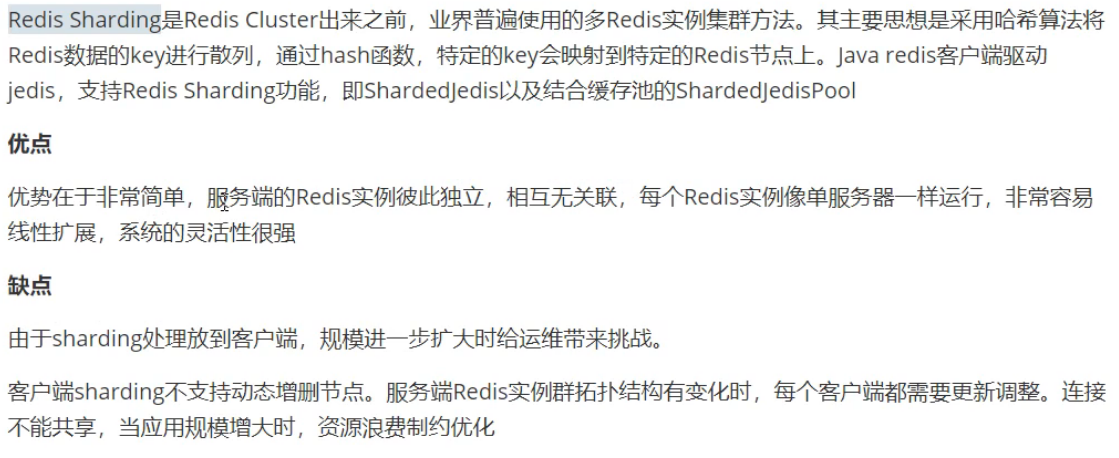 Redis Sharding是Redis Cluster出来之前，业界普遍使用的多Redis实例集群方法。其主要思想是采用哈希算法将
Redis数据的key进行散列，通过hash函数，特定的key会映射到特定的Redis节点上。Java redis客户端驱动
jedis，支持Redis Sharding功能，即ShardedJedis以及结合缓存池的ShardedJedisPool
优点
优势在于非常简单，服务端的Redis实例彼此独立，相互无关联，每个Redis实例像单服务器一样运行，非常容易
线性扩展，系统的灵活性很强
缺点
由于sharding处理放到客户端，规模进一步扩大时给运维带来挑战。
客户端sharding不支持动态增删节点。服务端Redis实例群拓扑结构有变化时，每个客户端都需要更新调整。连接
不能共享，当应用规模增大时，资源浪费制约优化